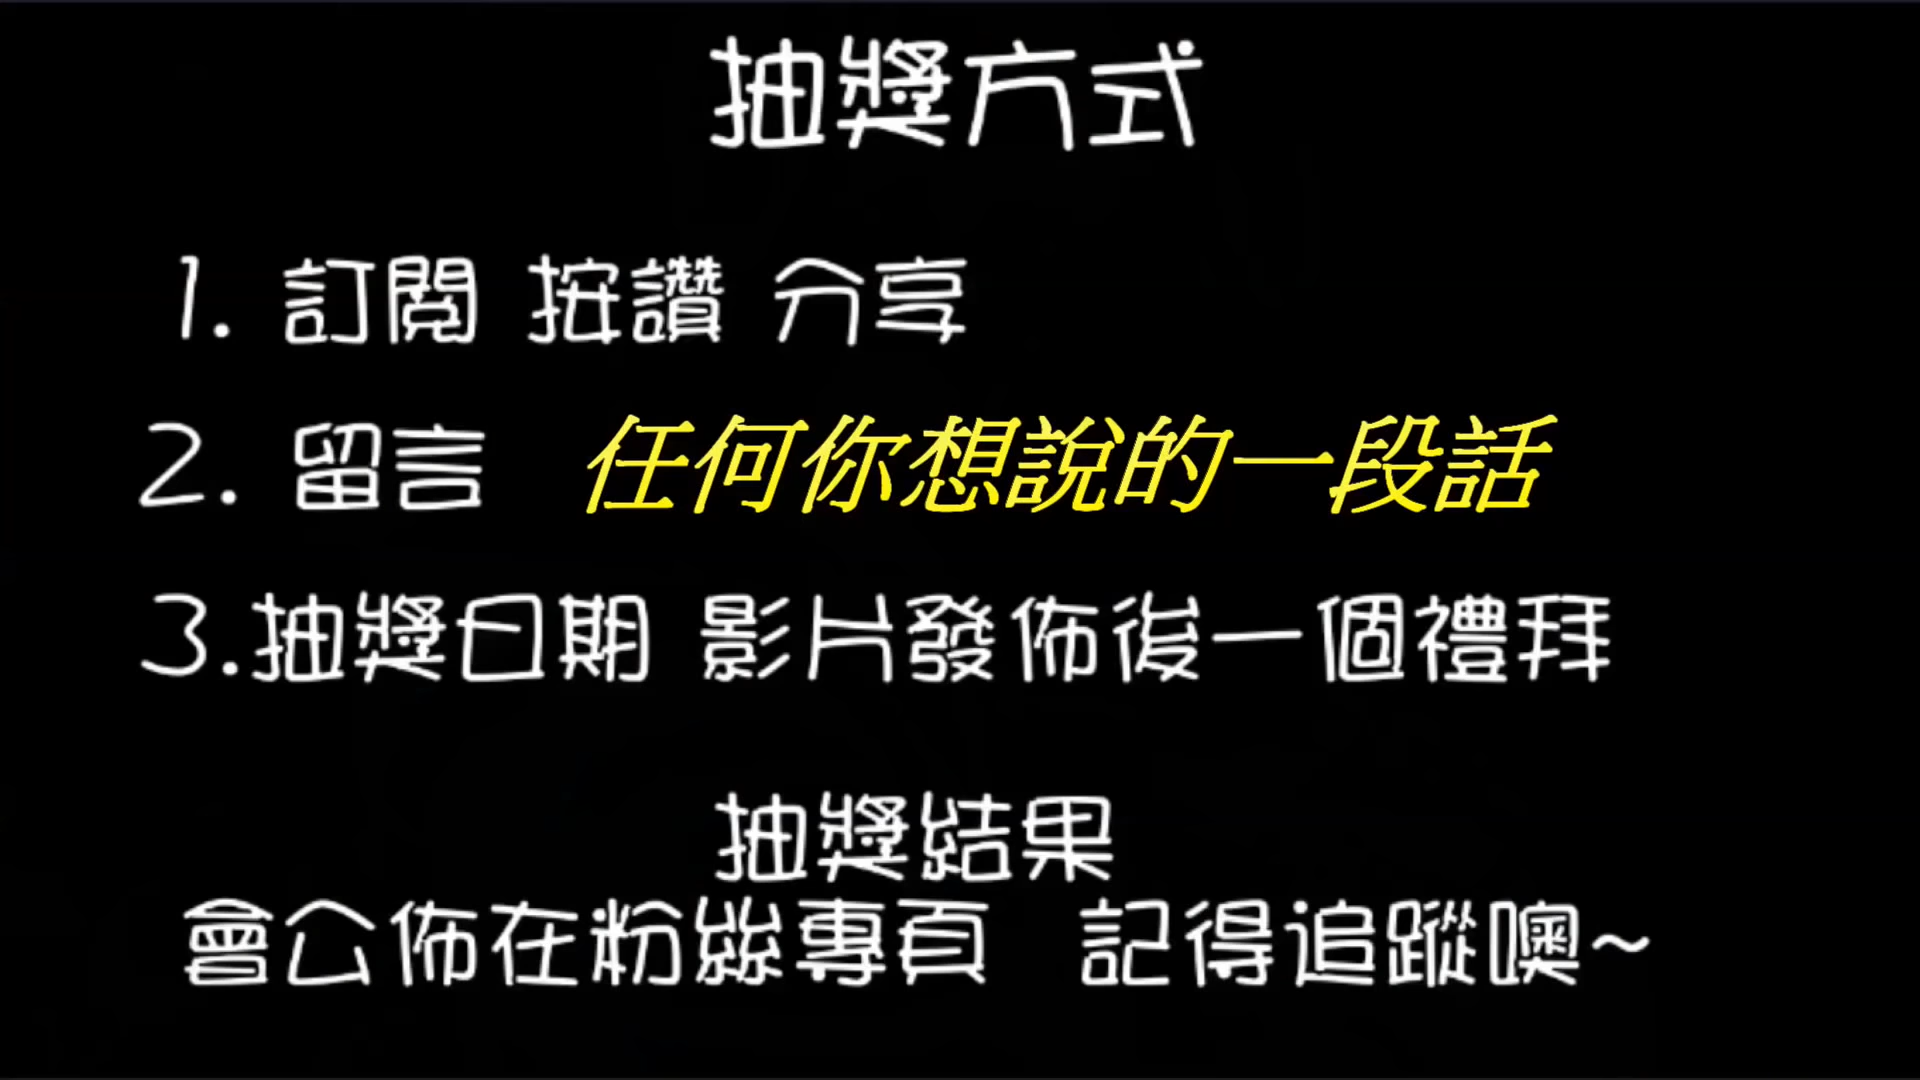 抽獎方式
1. 訂閱 按讚 分享
2. 留言 任何你想說的一段話
3.抽獎日期 影片發佈後一個禮拜
抽獎結果
會公佈在粉絲專頁 記得追蹤噢~